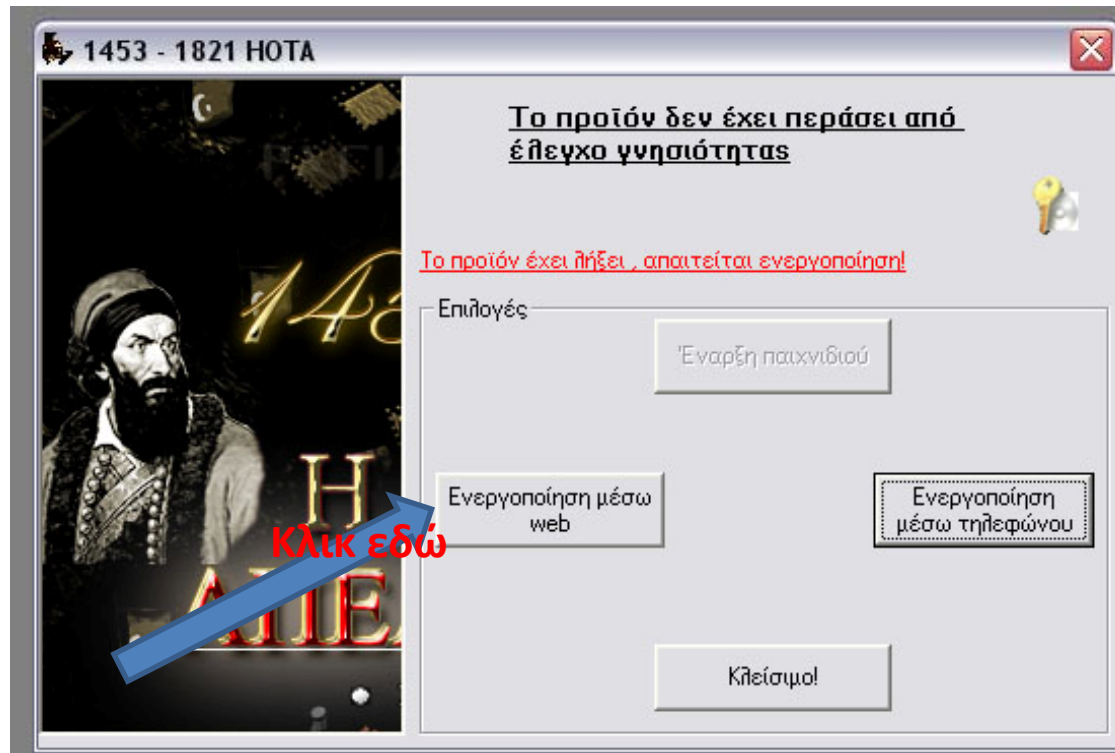 1453 - 1821 HOTA
Το προϊόν δεν έχει περάσει από
έλεγχο γνησιότητας
Το προϊόν έχει λήξει , απαιτείται ενεργοποίηση!
Επιλογές
Έναρξη παιχνιδιού
Ενεργοποίηση μέσω
web
Ενεργοποίηση
μέσω τηλεφώνου
Κλείσιμο!
Κλικ εδώ
Η